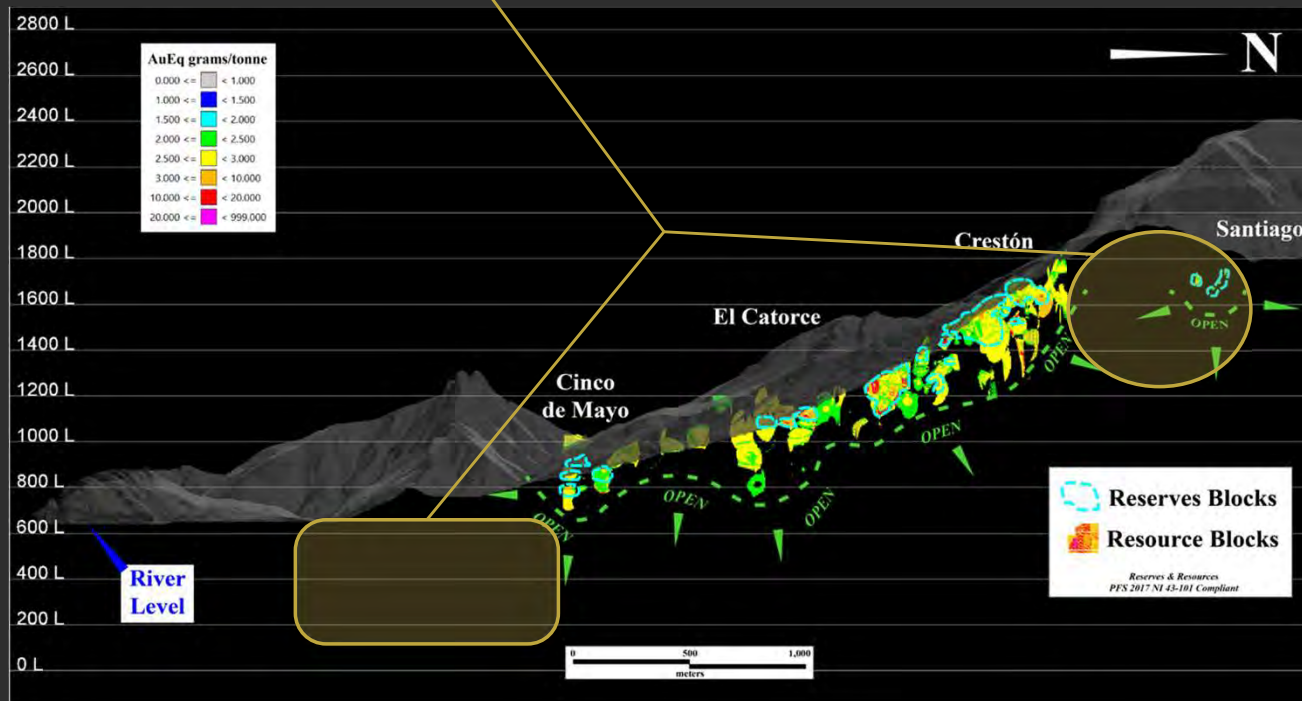 2800 L
2600 L
2400 L
2200 L
2000 L
1800 L
1600 L
1400 L
1200 L
1000 L
800 L
600 L
400 L
200 L
0 L
AuEq grams/tonne
0.000 <= < 1.000
1.000 <= < 1.500
1.500 <= < 2.000
2.000 <= < 2.500
2.500 <= < 3.000
3.000 <= < 10.000
10.000 <= < 20.000
20.000 <= < 999.000
N
Santiago
Crestón
El Catorce
Cinco
de Mayo
OPEN
OPEN
OPEN
OPEN
OPEN
OPEN
River
Level
Reserves Blocks
Resource Blocks
Reserves & Resources
PFS 2017 NI 43-101 Compliant
0 500 1,000
meters